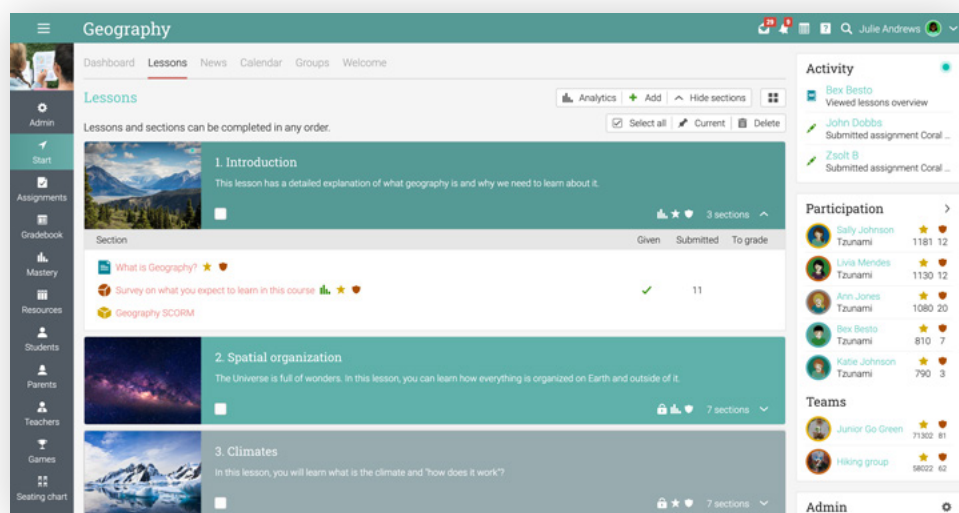 Geography
29
9
?
Julie Andrews
Admin
Start
Assignments
Gradebook
Mastery
Resources
Students
Parents
Teachers
Games
Seating chart
Dashboard Lessons News Calendar Groups Welcome
Lessons
Analytics Add Hide sections
Lessons and sections can be completed in any order.
Select all Current Delete
1. Introduction
This lesson has a detailed explanation of what geography is and why we need to learn about it.
3 sections
Section Given Submitted To grade
What is Geography?
Survey on what you expect to learn in this course 11
Geography SCORM
2. Spatial organization
The Universe is full of wonders. In this lesson, you can learn how everything is organized on Earth and outside of it.
7 sections
3. Climates
In this lesson, you will learn what is the climate and "how does it work"?
7 sections
Activity
Bex Besto
Viewed lessons overview
John Dobbs
Submitted assignment Coral ...
Zsolt B
Submitted assignment Coral ...
Participation
Sally Johnson
Tzunami 1181 12
Livia Mendes
Tzunami 1130 12
Ann Jones
Tzunami 1080 20
Bex Besto
Tzunami 810 7
Katie Johnson
Tzunami 790 3
Teams
Junior Go Green
71302 81
Hiking group
58022 62
Admin